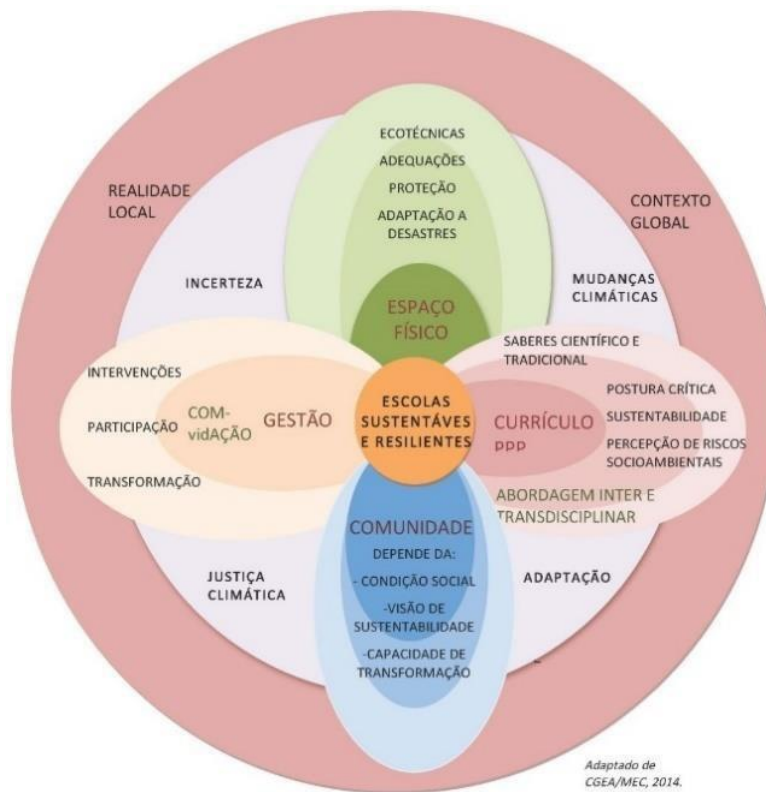 ECOTÉCNICAS
ADEQUAÇÕES
PROTEÇÃO
ADAPTAÇÃO A
DESASTRES
REALIDADE
LOCAL
CONTEXTO
GLOBAL
INCERTEZA
MUDANÇAS
CLIMÁTICAS
ESPAÇO
FÍSICO
SABERES CIENTÍFICO E
TRADICIONAL
INTERVENÇÕES
PARTICIPAÇÃO
TRANSFORMAÇÃO
COM-
vidAÇÃO
GESTÃO
ESCOLAS
SUSTENTÁVES
E RESILIENTES
CURRÍCULO
PPP
POSTURA CRÍTICA
SUSTENTABILIDADE
PERCEPÇÃO DE RISCOS
SOCIOAMBIENTAIS
ABORDAGEM INTER E
TRANSDISCIPLINAR
COMUNIDADE
DEPENDE DA:
- CONDIÇÃO SOCIAL
-VISÃO DE
SUSTENTABILIDADE
-CAPACIDADE DE
TRANSFORMAÇÃO
JUSTIÇA
CLIMÁTICA
ADAPTAÇÃO
Adaptado de
CGEA/MEC, 2014.